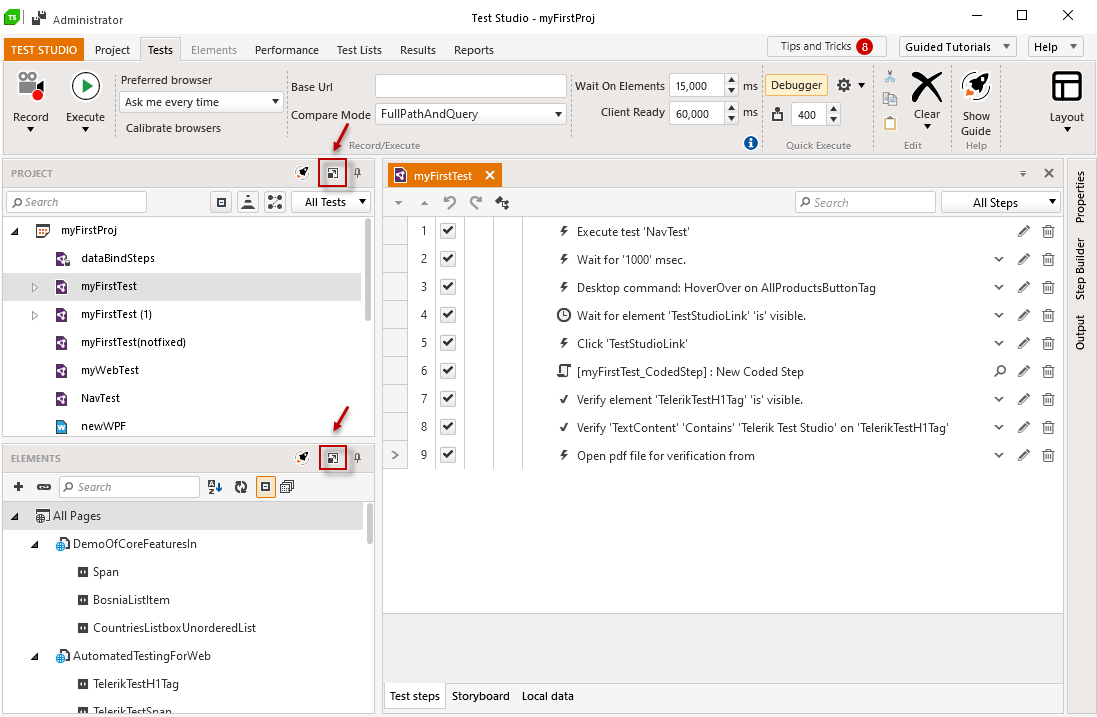 TS Administrator Test Studio - myFirstProj
TEST STUDIO Project Tests Elements Performance Test Lists Results Reports Tips and Tricks 8 Guided Tutorials Help
Record
Execute
Preferred browser
Ask me every time
Calibrate browsers
Base Url
Compare Mode FullPathAndQuery
Record/Execute
Wait On Elements 15,000 ms
Client Ready 60,000 ms
Debugger
400
Quick Execute
Clear
Edit
Show
Guide
Help
Layout
PROJECT
Search All Tests
myFirstProj
dataBindSteps
myFirstTest
myFirstTest (1)
myFirstTest(notfixed)
myWebTest
NavTest
newWPF
ELEMENTS
Search
All Pages
DemoOfCoreFeaturesIn
Span
BosniaListItem
CountriesListboxUnorderedList
AutomatedTestingForWeb
TelerikTestH1Tag
TelerikTestSpan
myFirstTest
Search All Steps
1 Execute test 'NavTest'
2 Wait for '1000' msec.
3 Desktop command: HoverOver on AllProductsButtonTag
4 Wait for element 'TestStudioLink' 'is' visible.
5 Click 'TestStudioLink'
6 [myFirstTest_CodedStep] : New Coded Step
7 Verify element 'TelerikTestH1Tag' 'is' visible.
8 Verify 'TextContent' 'Contains' 'Telerik Test Studio' on 'TelerikTestH1Tag'
9 Open pdf file for verification from
Test steps Storyboard Local data
Properties
Step Builder
Output